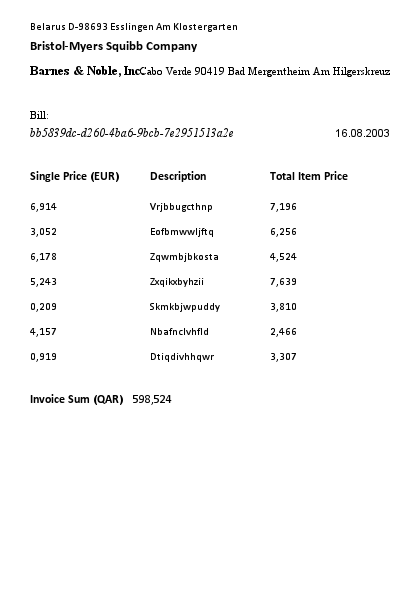 Belarus D-98693 Esslingen Am Klostergarten
Bristol-Myers Squibb Company
Barnes & Noble, Inc.Cabo Verde 90419 Bad Mergentheim Am Hilgerskreuz
Bill:
bb5839dc-d260-4ba6-9bcb-7e2951513a2e 16.08.2003
Single Price (EUR) Description Total Item Price
6,914 Vrjbbugcthnp 7,196
3,052 Eofbmwwljftq 6,256
6,178 Zqwmbjbkosta 4,524
5,243 Zxqikxbyhzii 7,639
0,209 Skmkbjwpuddy 3,810
4,157 Nbafnclvhfld 2,466
0,919 Dtiqdivhhqwr 3,307
Invoice Sum (QAR) 598,524